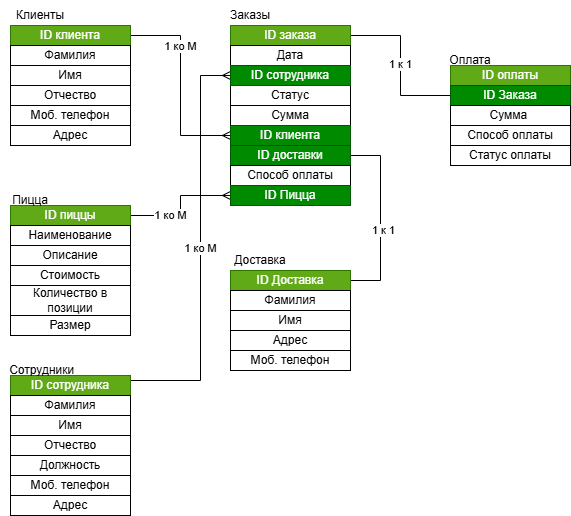 Клиенты
ID клиента
Фамилия
Имя
Отчество
Моб. телефон
Адрес
1 ко М
Заказы
ID заказа
Дата
ID сотрудника
Статус
Сумма
ID клиента
ID доставки
Способ оплаты
ID Пицца
1 к 1
Оплата
ID оплаты
ID Заказа
Сумма
Способ оплаты
Статус оплаты
Пицца
ID пиццы
Наименование
Описание
Стоимость
Количество в
позиции
Размер
1 ко М
1 ко М
1 к 1
Доставка
ID Доставка
Фамилия
Имя
Адрес
Моб. телефон
Сотрудники
ID сотрудника
Фамилия
Имя
Отчество
Должность
Моб. телефон
Адрес